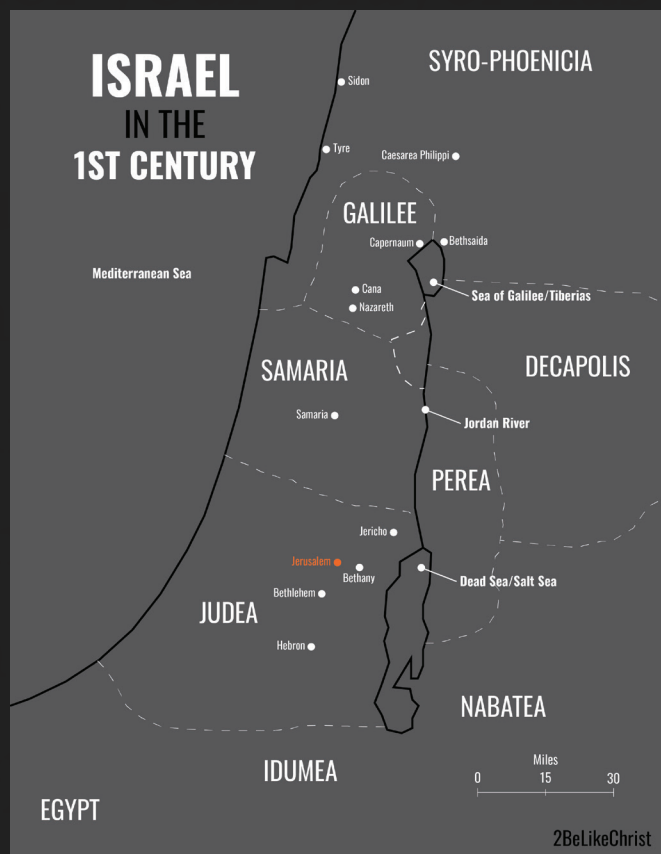 ISRAEL
IN THE
1ST CENTURY
SYRO-PHOENICIA
Sidon
Tyre
Caesarea Philippi
GALILEE
Capernaum
Bethsaida
Mediterranean Sea
Cana
Sea of Galilee/Tiberias
Nazareth
SAMARIA
DECAPOLIS
Samaria
Jordan River
PEREA
Jericho
Jerusalem
Bethany
Dead Sea/Salt Sea
Bethlehem
JUDEA
Hebron
NABATEA
IDUMEA
Miles
0 15 30
EGYPT
2BeLikeChrist